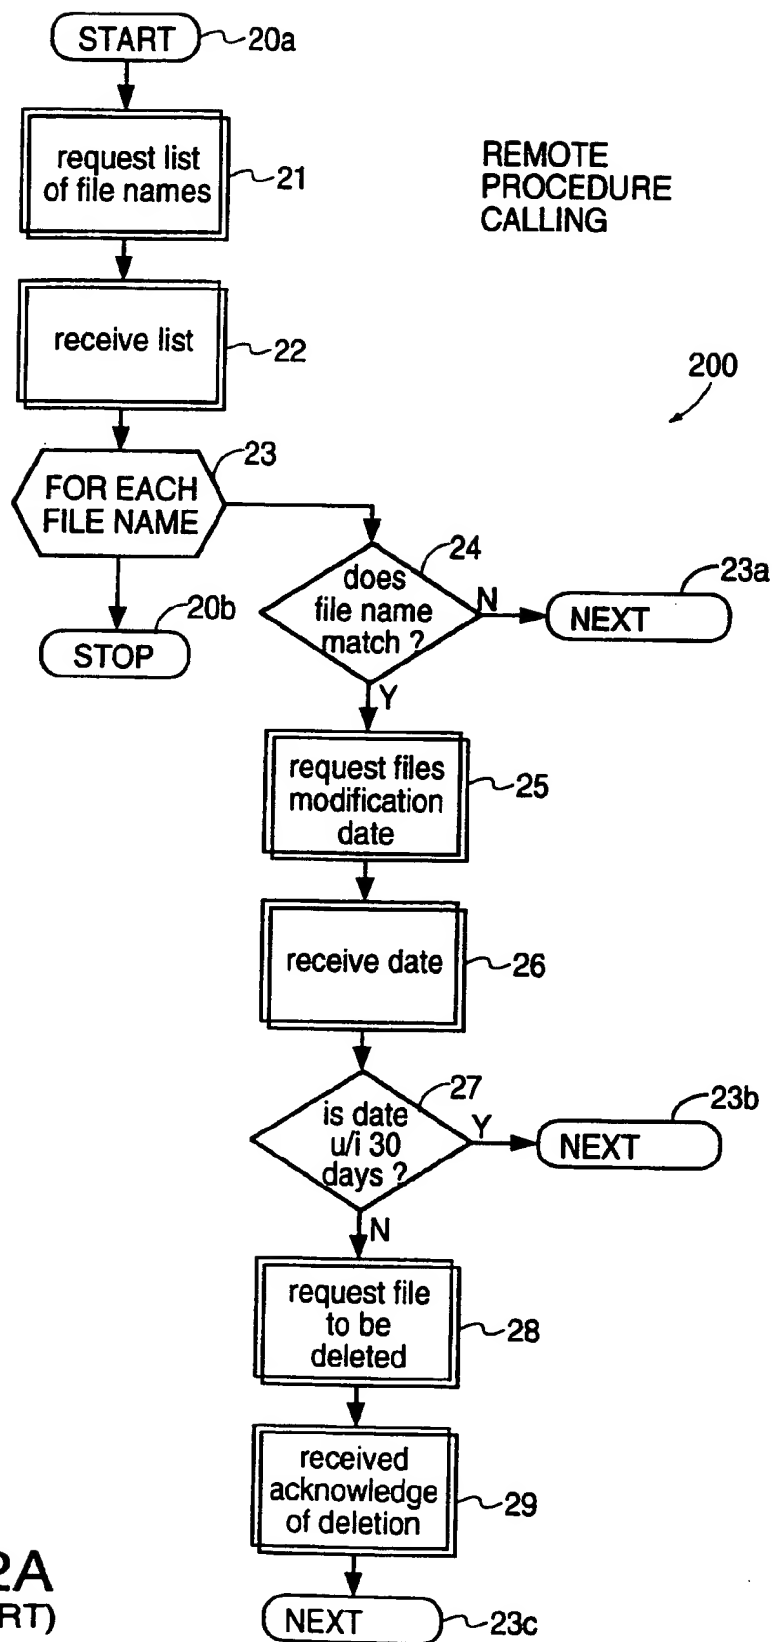 START
20a
request list
of file names
21
REMOTE
PROCEDURE
CALLING
receive list
22
200
FOR EACH
FILE NAME
23
STOP
20b
does
file name
match ?
24
N
NEXT
23a
Y
request files
modification
date
25
receive date
26
is date
u/i 30
days ?
27
Y
NEXT
23b
N
request file
to be
deleted
28
received
acknowledge
of deletion
29
NEXT
23c
2A
RT)